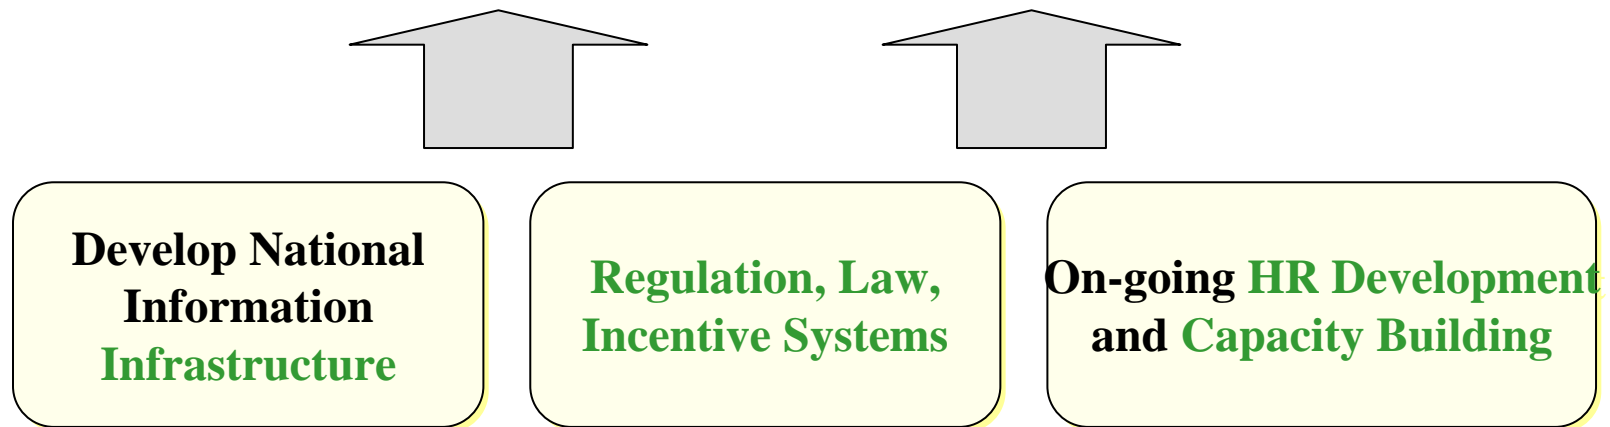 Develop National
Information
Infrastructure
Regulation, Law,
Incentive Systems
On-going HR Development
and Capacity Building